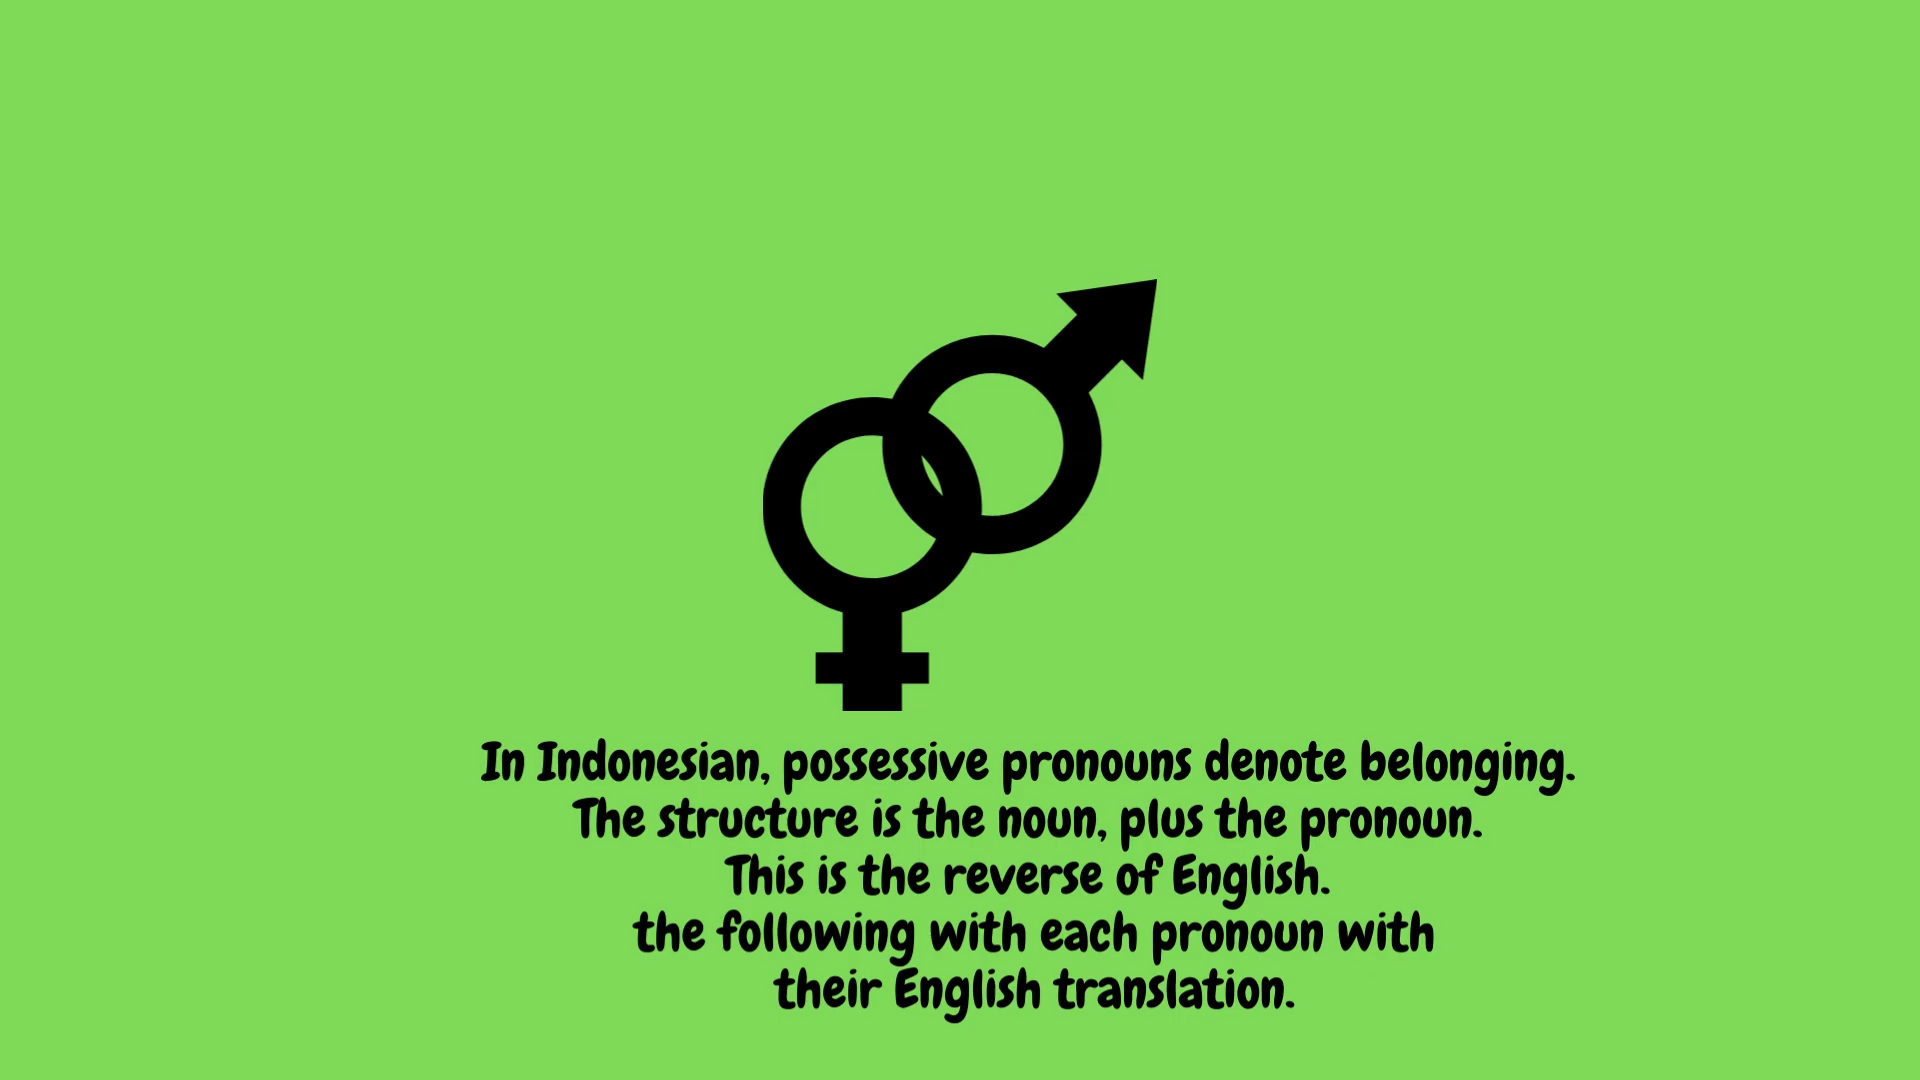 In Indonesian, possessive pronouns denote belonging.
The structure is the noun, plus the pronoun.
This is the reverse of English.
the following with each pronoun with
their English translation.